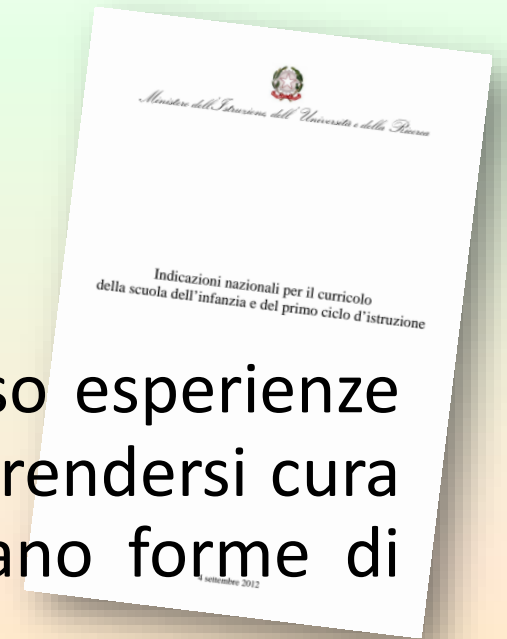 Ministero dell'Istruzione, dell'Università e della Ricerca
Indicazioni nazionali per il curricolo
della scuola dell'infanzia e del primo ciclo d'istruzione
so esperienze
rendersi cura
ano forme di
4 settembre 2012